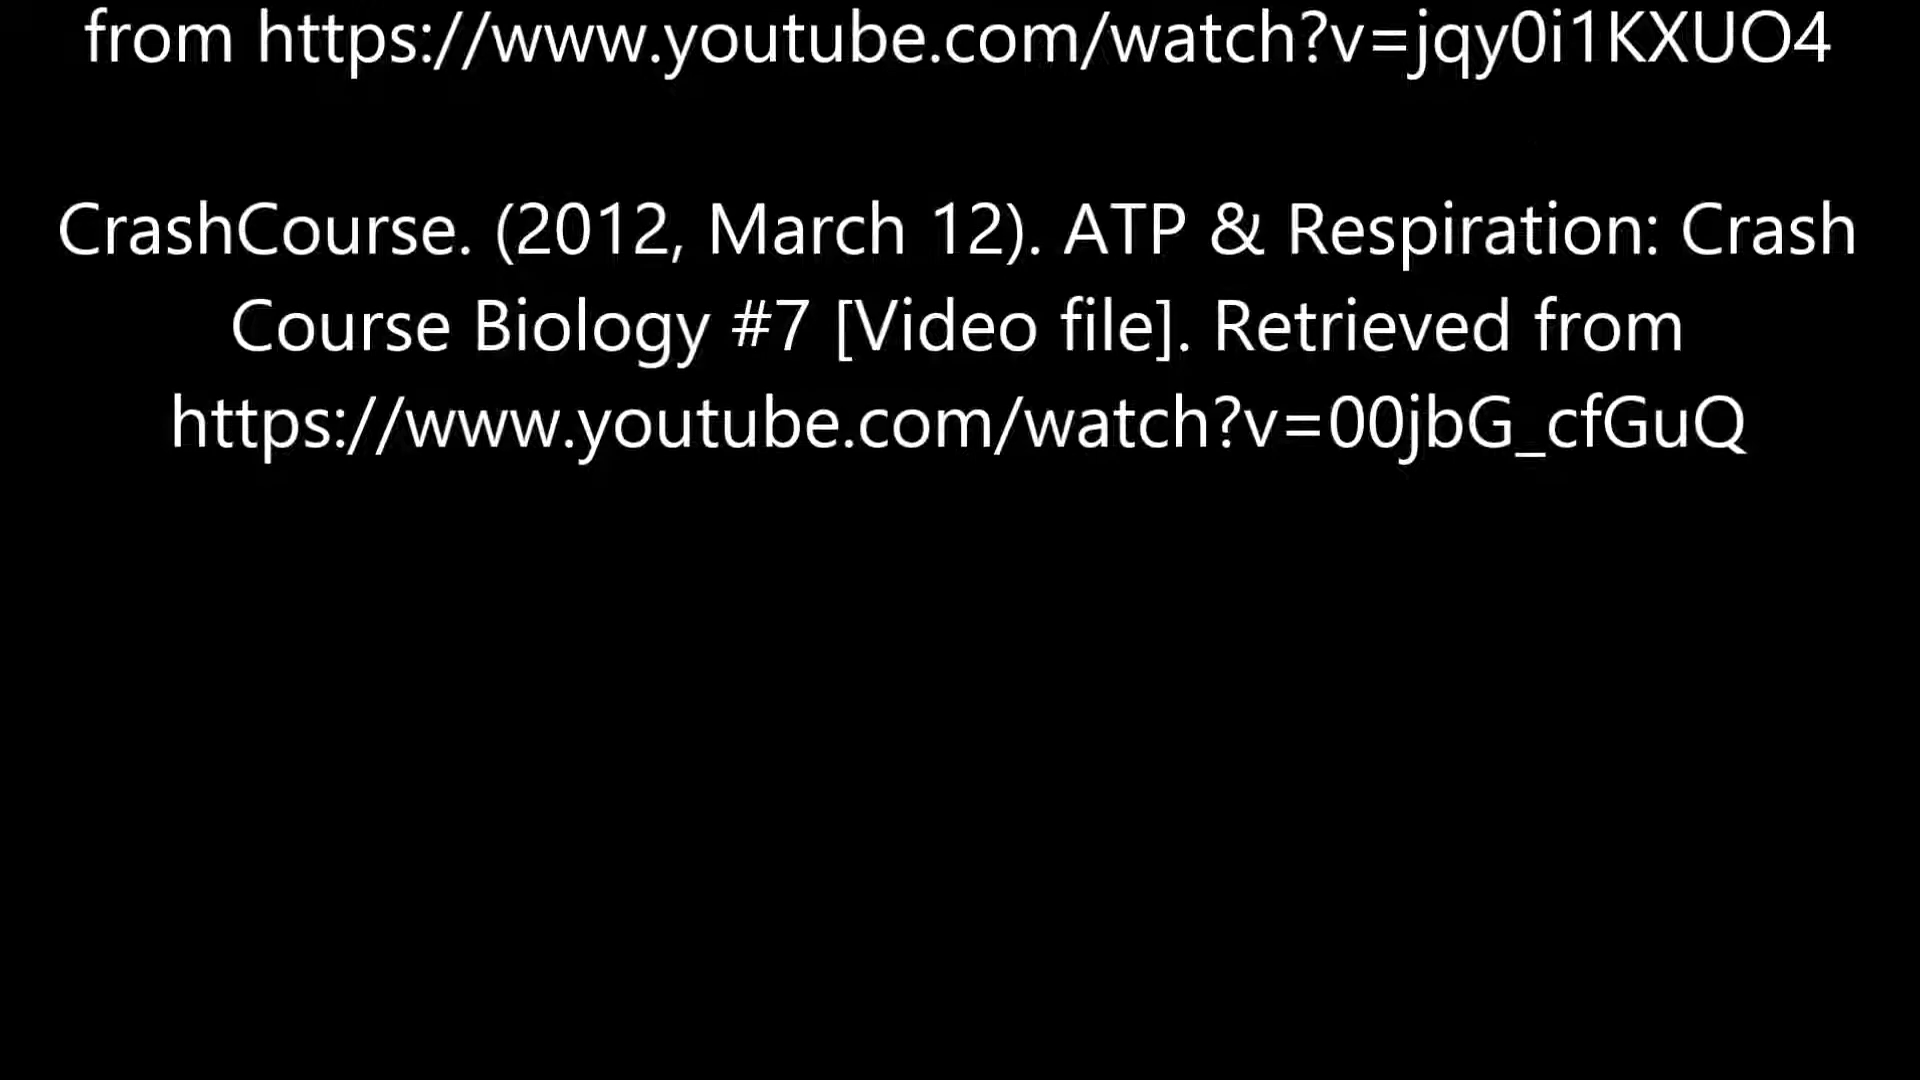 from https://www.youtube.com/watch?v=jqy0i1KXUO4
CrashCourse. (2012, March 12). ATP & Respiration: Crash
Course Biology #7 [Video file]. Retrieved from
https://www.youtube.com/watch?v=00jbG_cfGuQ